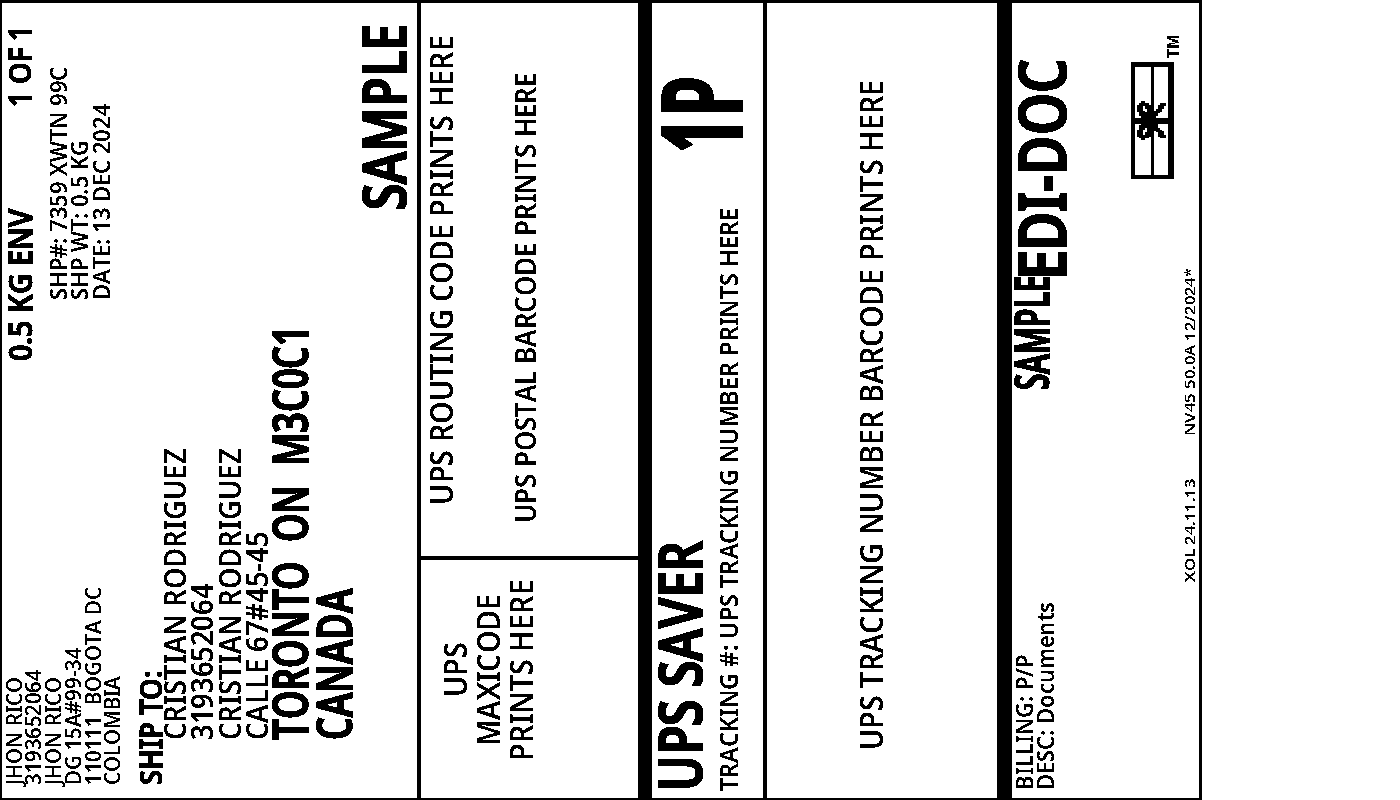 JHON RICO
3193652064
JHON RICO
DG 15A#99-34
110111 BOGOTA DC
COLOMBIA
0.5 KG ENV
1 OF 1
SHP#: 7359 XWTN 99C
SHP WT: 0.5 KG
DATE: 13 DEC 2024
SHIP TO:
CRISTIAN RODRIGUEZ
3193652064
CRISTIAN RODRIGUEZ
CALLE 67#45-45
TORONTO ON M3C0C1
CANADA
SAMPLE
UPS
MAXICODE
PRINTS HERE
UPS ROUTING CODE PRINTS HERE
UPS POSTAL BARCODE PRINTS HERE
UPS SAVER
1P
TRACKING #: UPS TRACKING NUMBER PRINTS HERE
UPS TRACKING NUMBER BARCODE PRINTS HERE
BILLING: P/P
DESC: Documents
SAMPLE
EDI-DOC
TM
XOL 24.11.13
NV45 50.0A 12/2024*